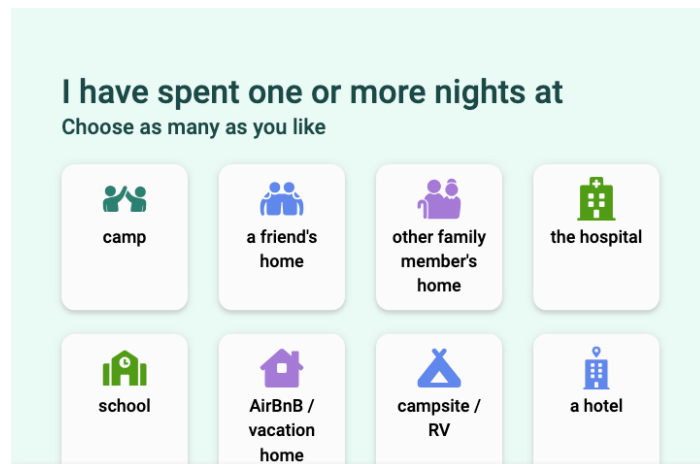 I have spent one or more nights at
Choose as many as you like
camp
a friend's
home
other family
member's
home
the hospital
school
AirBnB /
vacation
home
campsite /
RV
a hotel